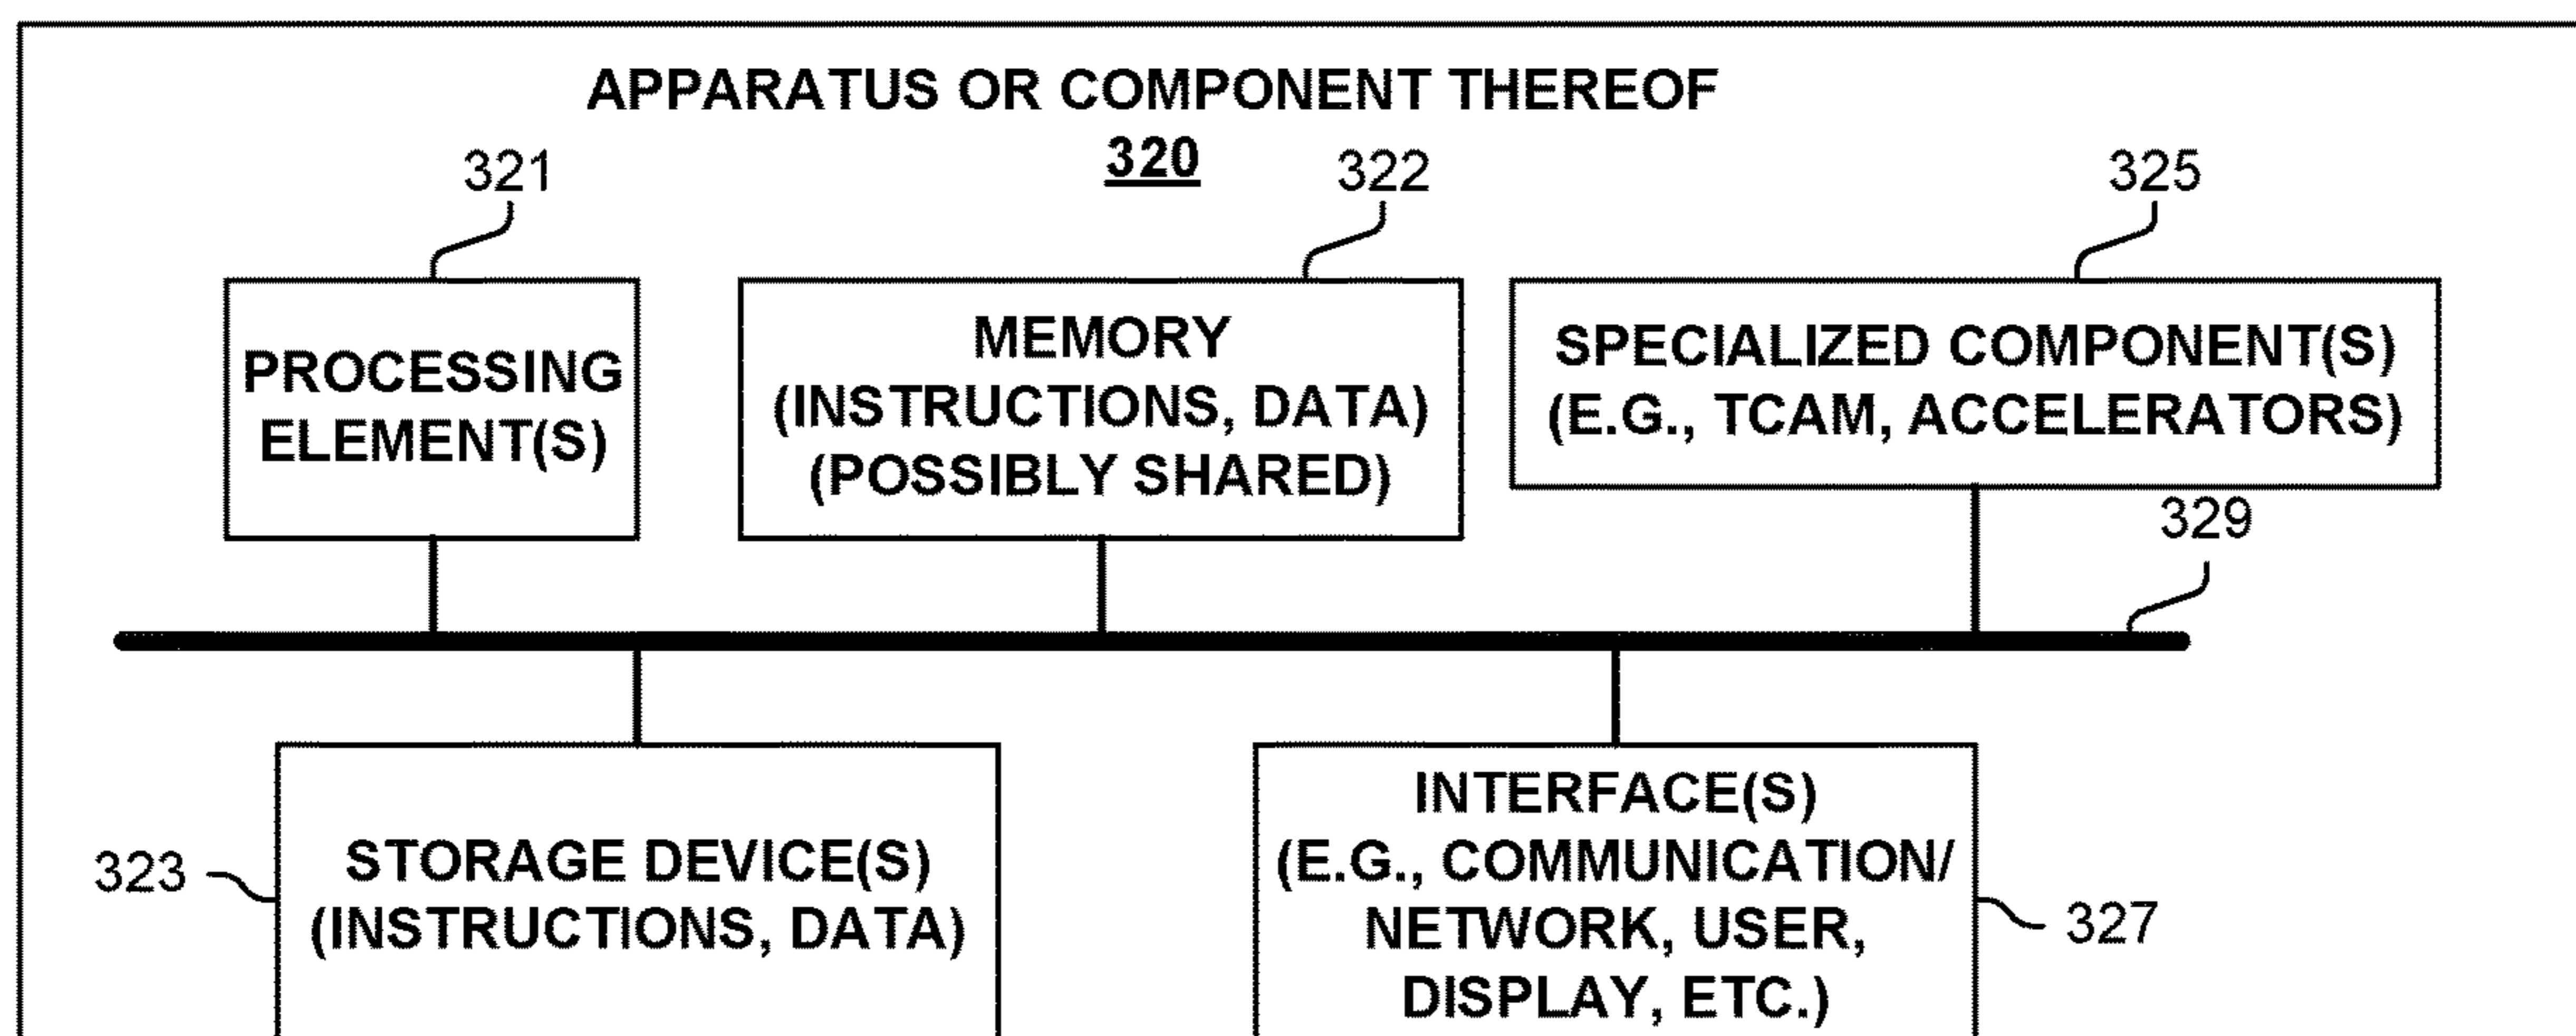 APPARATUS OR COMPONENT THEREOF
320
321
322
325
PROCESSING
ELEMENT(S)
MEMORY
(INSTRUCTIONS, DATA)
(POSSIBLY SHARED)
SPECIALIZED COMPONENT(S)
(E.G., TCAM, ACCELERATORS)
329
323
STORAGE DEVICE(S)
(INSTRUCTIONS, DATA)
INTERFACE(S)
(E.G., COMMUNICATION/
NETWORK, USER,
DISPLAY, ETC.)
327